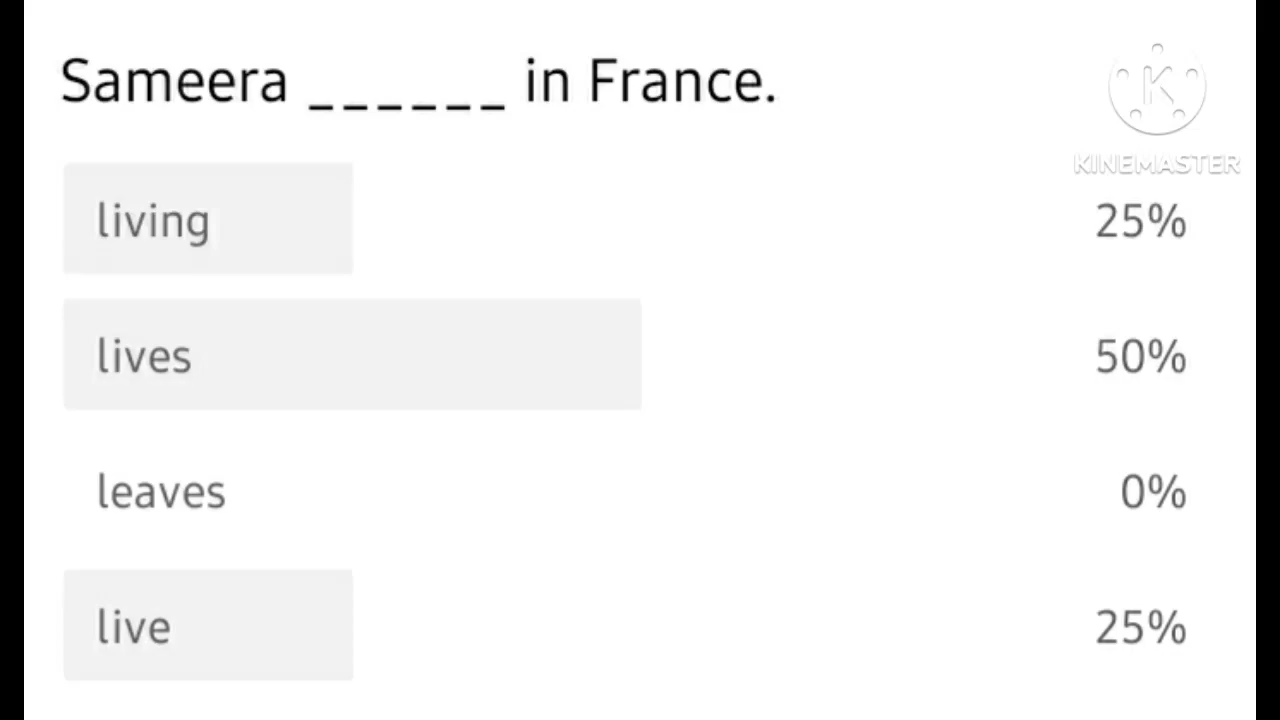 Sameera ______ in France.
K
KINEMASTER
living 25%
lives 50%
leaves 0%
live 25%